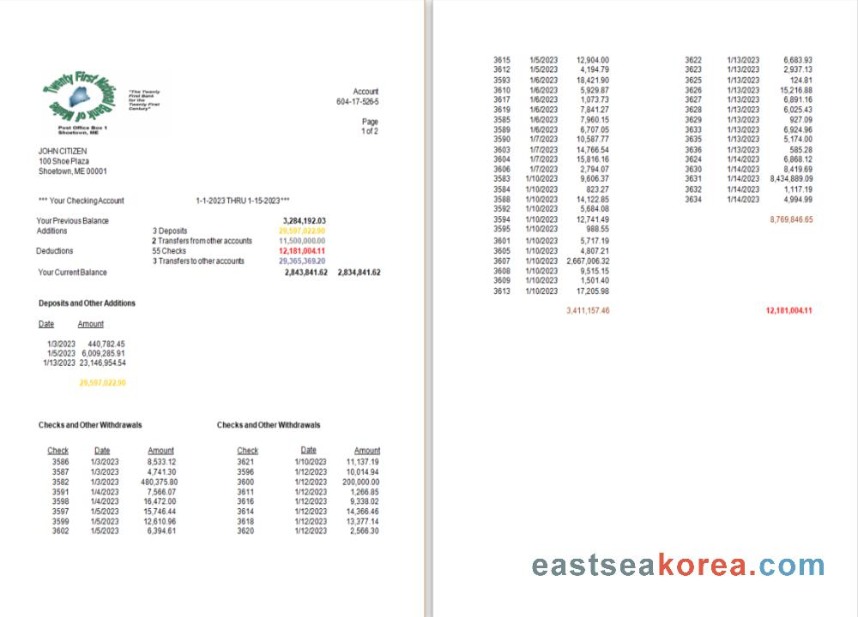 Twenty First National Bank of Maine
"The Twenty
First Bank
for the
Twenty First
Century"
Post Office Box 1
Shoetown, ME
Account
604-17-526-5
Page
1 of 2
JOHN CITIZEN
100 Shoe Plaza
Shoetown, ME 00001
*** Your Checking Account 1-1-2023 THRU 1-15-2023***
Your Previous Balance 3,284,192.03
Additions 3 Deposits 29,597,023.90
2 Transfers from other accounts 11,500,000.00
Deductions 55 Checks 12,181,004.11
3 Transfers to other accounts 29,365,369.20
Your Current Balance 2,843,841.62 2,834,841.62
Deposits and Other Additions
Date Amount
1/3/2023 440,782.45
1/5/2023 6,009,285.91
1/13/2023 23,146,954.54
29,597,023.90
Checks and Other Withdrawals Checks and Other Withdrawals
Check Date Amount Check Date Amount
3586 1/3/2023 8,533.12 3621 1/10/2023 11,137.19
3587 1/3/2023 4,741.30 3596 1/12/2023 10,014.94
3582 1/3/2023 480,375.80 3600 1/12/2023 200,000.00
3591 1/4/2023 7,566.07 3611 1/12/2023 1,266.85
3598 1/4/2023 16,472.00 3616 1/12/2023 9,338.02
3597 1/5/2023 15,746.44 3614 1/12/2023 14,366.46
3599 1/5/2023 12,610.96 3618 1/12/2023 13,377.14
3602 1/5/2023 6,394.61 3620 1/12/2023 2,566.30
3615 1/5/2023 12,904.00 3622 1/13/2023 6,683.93
3612 1/5/2023 4,194.79 3623 1/13/2023 2,937.13
3593 1/6/2023 18,421.90 3625 1/13/2023 124.81
3610 1/6/2023 5,929.87 3626 1/13/2023 15,216.88
3617 1/6/2023 1,073.73 3627 1/13/2023 6,891.16
3619 1/6/2023 7,841.27 3628 1/13/2023 6,025.43
3585 1/6/2023 7,960.15 3629 1/13/2023 927.09
3589 1/6/2023 6,707.05 3633 1/13/2023 6,924.96
3590 1/7/2023 10,587.77 3635 1/13/2023 5,174.00
3603 1/7/2023 14,766.54 3636 1/13/2023 585.28
3604 1/7/2023 15,816.16 3624 1/14/2023 6,868.12
3606 1/7/2023 2,794.07 3630 1/14/2023 8,419.69
3583 1/10/2023 9,606.37 3631 1/14/2023 8,434,889.09
3584 1/10/2023 823.27 3632 1/14/2023 1,117.19
3588 1/10/2023 14,122.85 3634 1/14/2023 4,994.99
3592 1/10/2023 5,684.08
3594 1/10/2023 12,741.49 8,769,846.65
3595 1/10/2023 988.55
3601 1/10/2023 5,717.19
3605 1/10/2023 4,807.21
3607 1/10/2023 2,667,006.32
3608 1/10/2023 9,515.15
3609 1/10/2023 1,501.40
3613 1/10/2023 17,205.98
3,411,157.46 12,181,004.11
eastseakorea.com